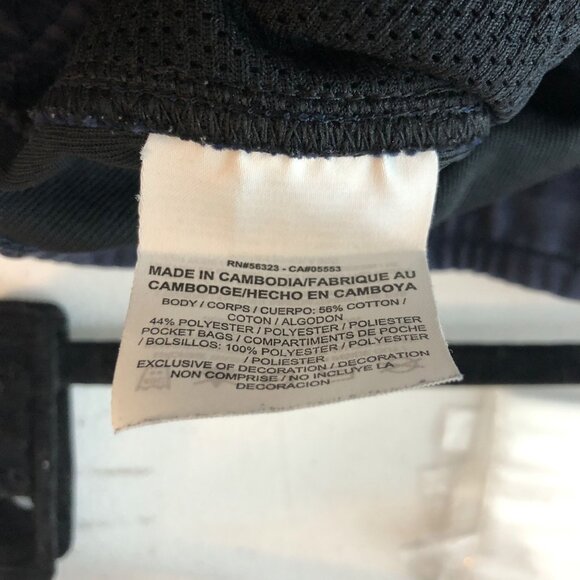 RN#56323 - CA#05553
MADE IN CAMBODIA/FABRIQUE AU
CAMBODGE/HECHO EN CAMBOYA
BODY / CORPS / CUERPO: 56% COTTON /
COTON / ALGODON
44% POLYESTER / POLYESTER / POLIESTER
POCKET BAGS / COMPARTIMENTS DE POCHE
/ BOLSILLOS: 100% POLYESTER / POLYESTER
/ POLIESTER
EXCLUSIVE OF DECORATION / DECORATION
NON COMPRISE / NO INCLUYE LA
DECORACION